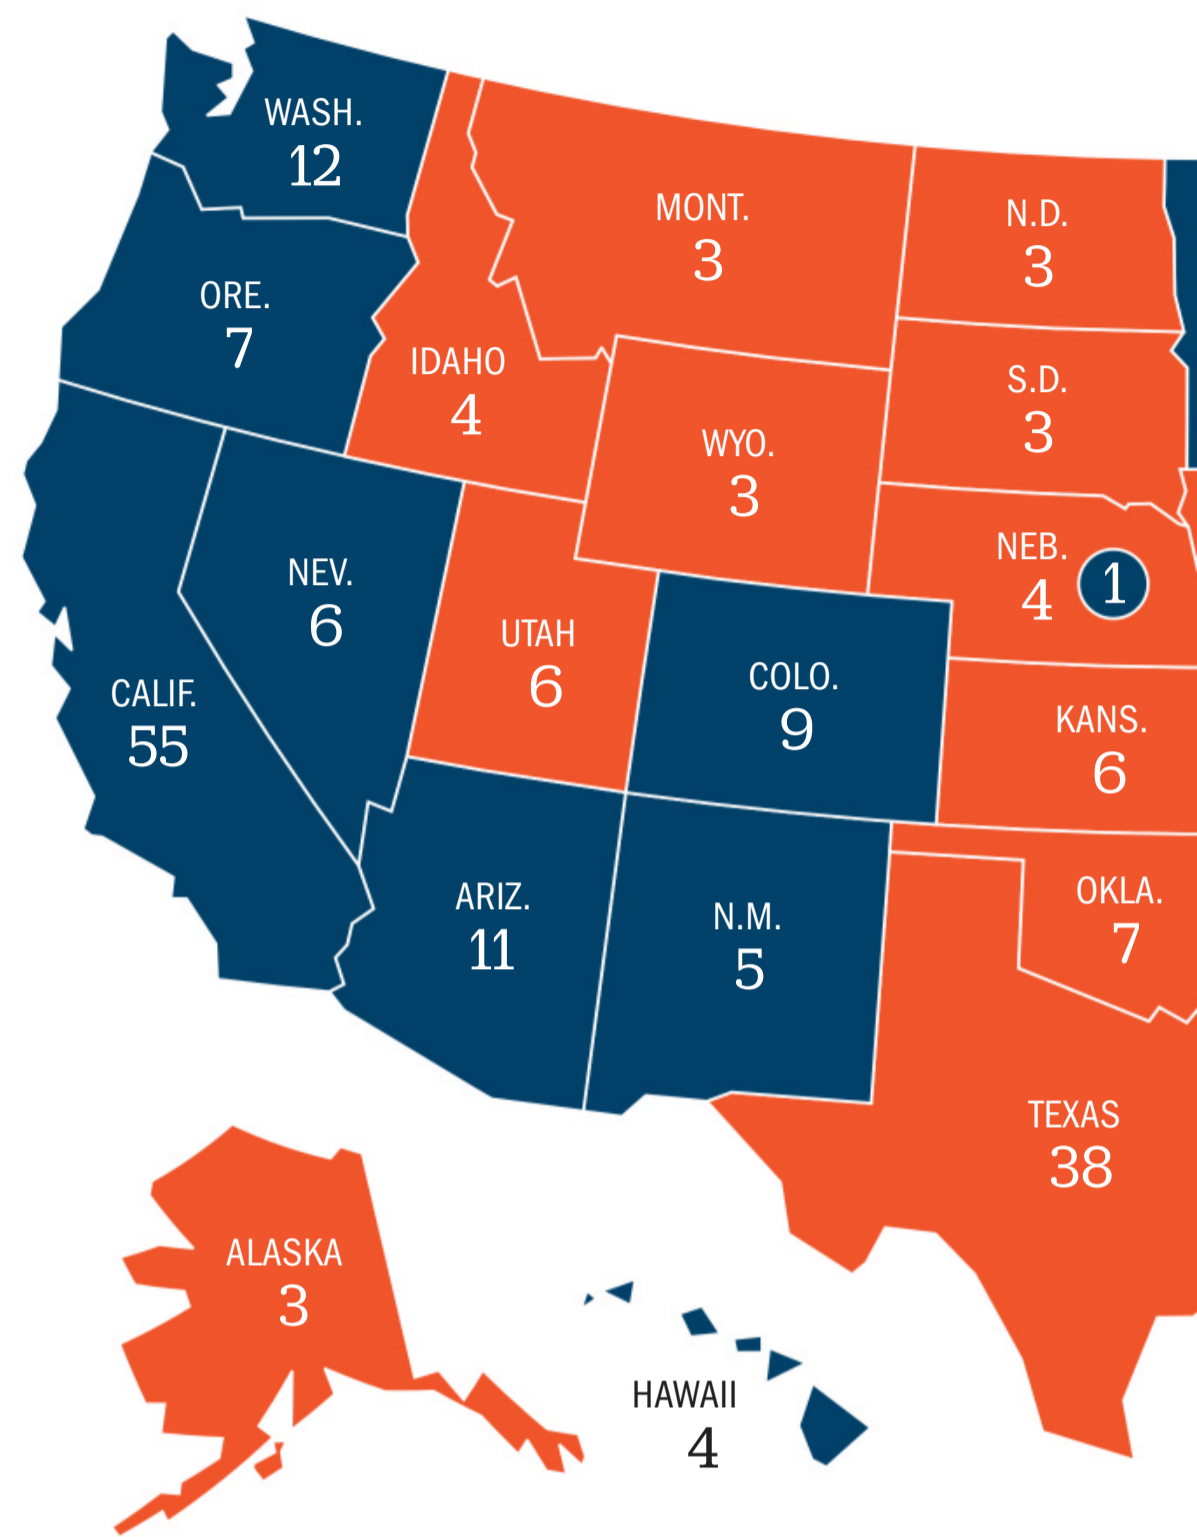 WASH.
12
ORE.
7
IDAHO
4
MONT.
3
N.D.
3
S.D.
3
WYO.
3
NEB.
4
1
NEV.
6
UTAH
6
COLO.
9
KANS.
6
CALIF.
55
ARIZ.
11
N.M.
5
OKLA.
7
TEXAS
38
ALASKA
3
HAWAII
4